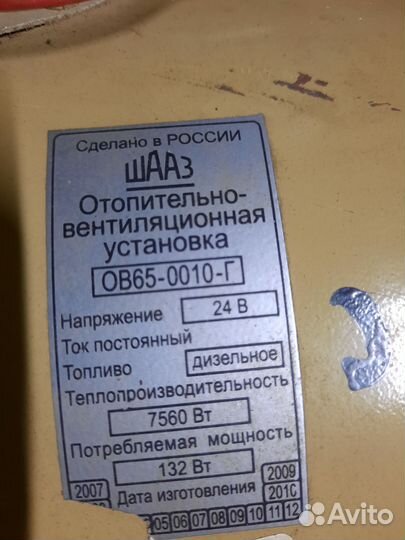 Сделано в РОССИИ
ШААЗ
Отопительно-
вентиляционная
установка
ОВ65-0010-Г
Напряжение 24 В
Ток постоянный
Топливо дизельное
Теплопроизводительность
7560 Вт
Потребляемая мощность
132 Вт
2007 Дата изготовления 2009
201С
05 06 07 08 09 10 11 12
Avito